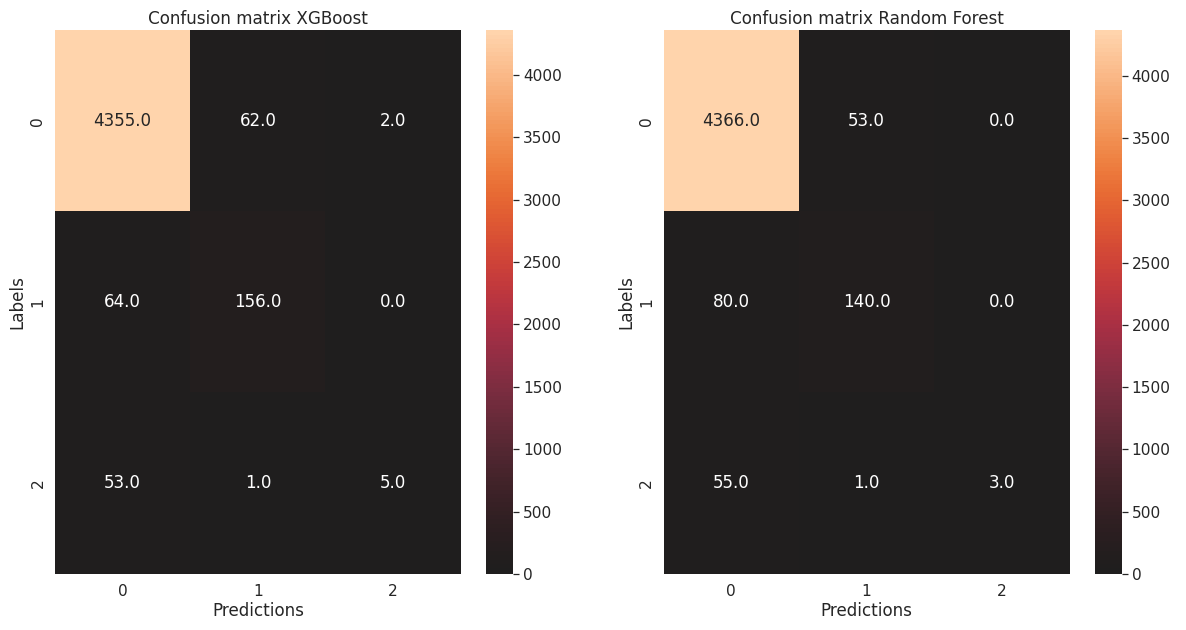 Confusion matrix XGBoost
4355.0 62.0 2.0
64.0 156.0 0.0
53.0 1.0 5.0
0
1
2
Labels
0 1 2
Predictions
4000
3500
3000
2500
2000
1500
1000
500
0
Confusion matrix Random Forest
4366.0 53.0 0.0
80.0 140.0 0.0
55.0 1.0 3.0
0
1
2
Labels
0 1 2
Predictions
4000
3500
3000
2500
2000
1500
1000
500
0